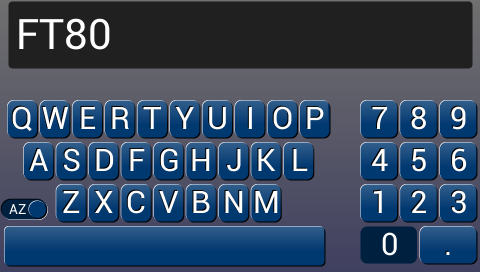 FT80
Q W E R T Y U I O P 7 8 9
A S D F G H J K L 4 5 6
AZ Z X C V B N M 1 2 3
0 .